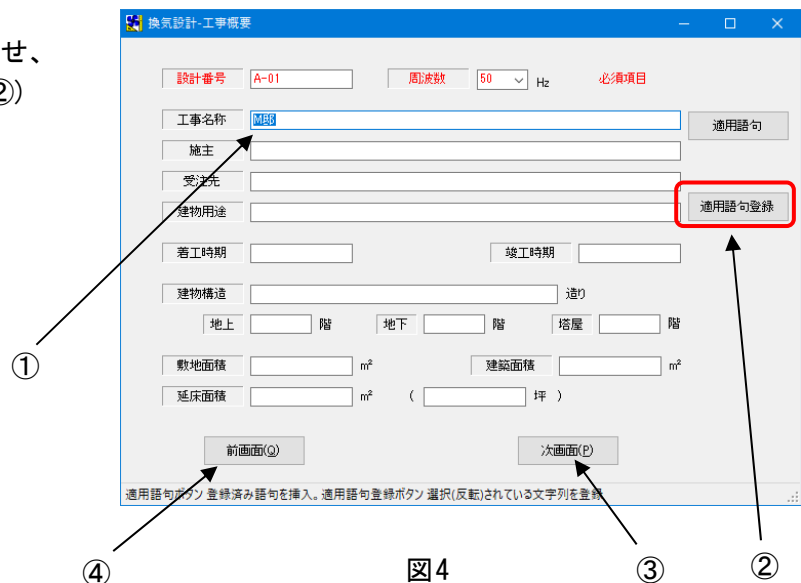 換気設計-工事概要
せ、
②)
設計番号 A-01 周波数 50 Hz 必須項目
工事名称 M邸 適用語句
施主
受注先
建物用途 適用語句登録
着工時期 竣工時期
建物構造 造り
地上 階 地下 階 塔屋 階
①
敷地面積 m² 建築面積 m²
延床面積 m² ( 坪 )
前画面(Q) 次画面(P)
適用語句ボタン 登録済み語句を挿入。適用語句登録ボタン 選択(反転)されている文字列を登録
④ 図4 ③ ②